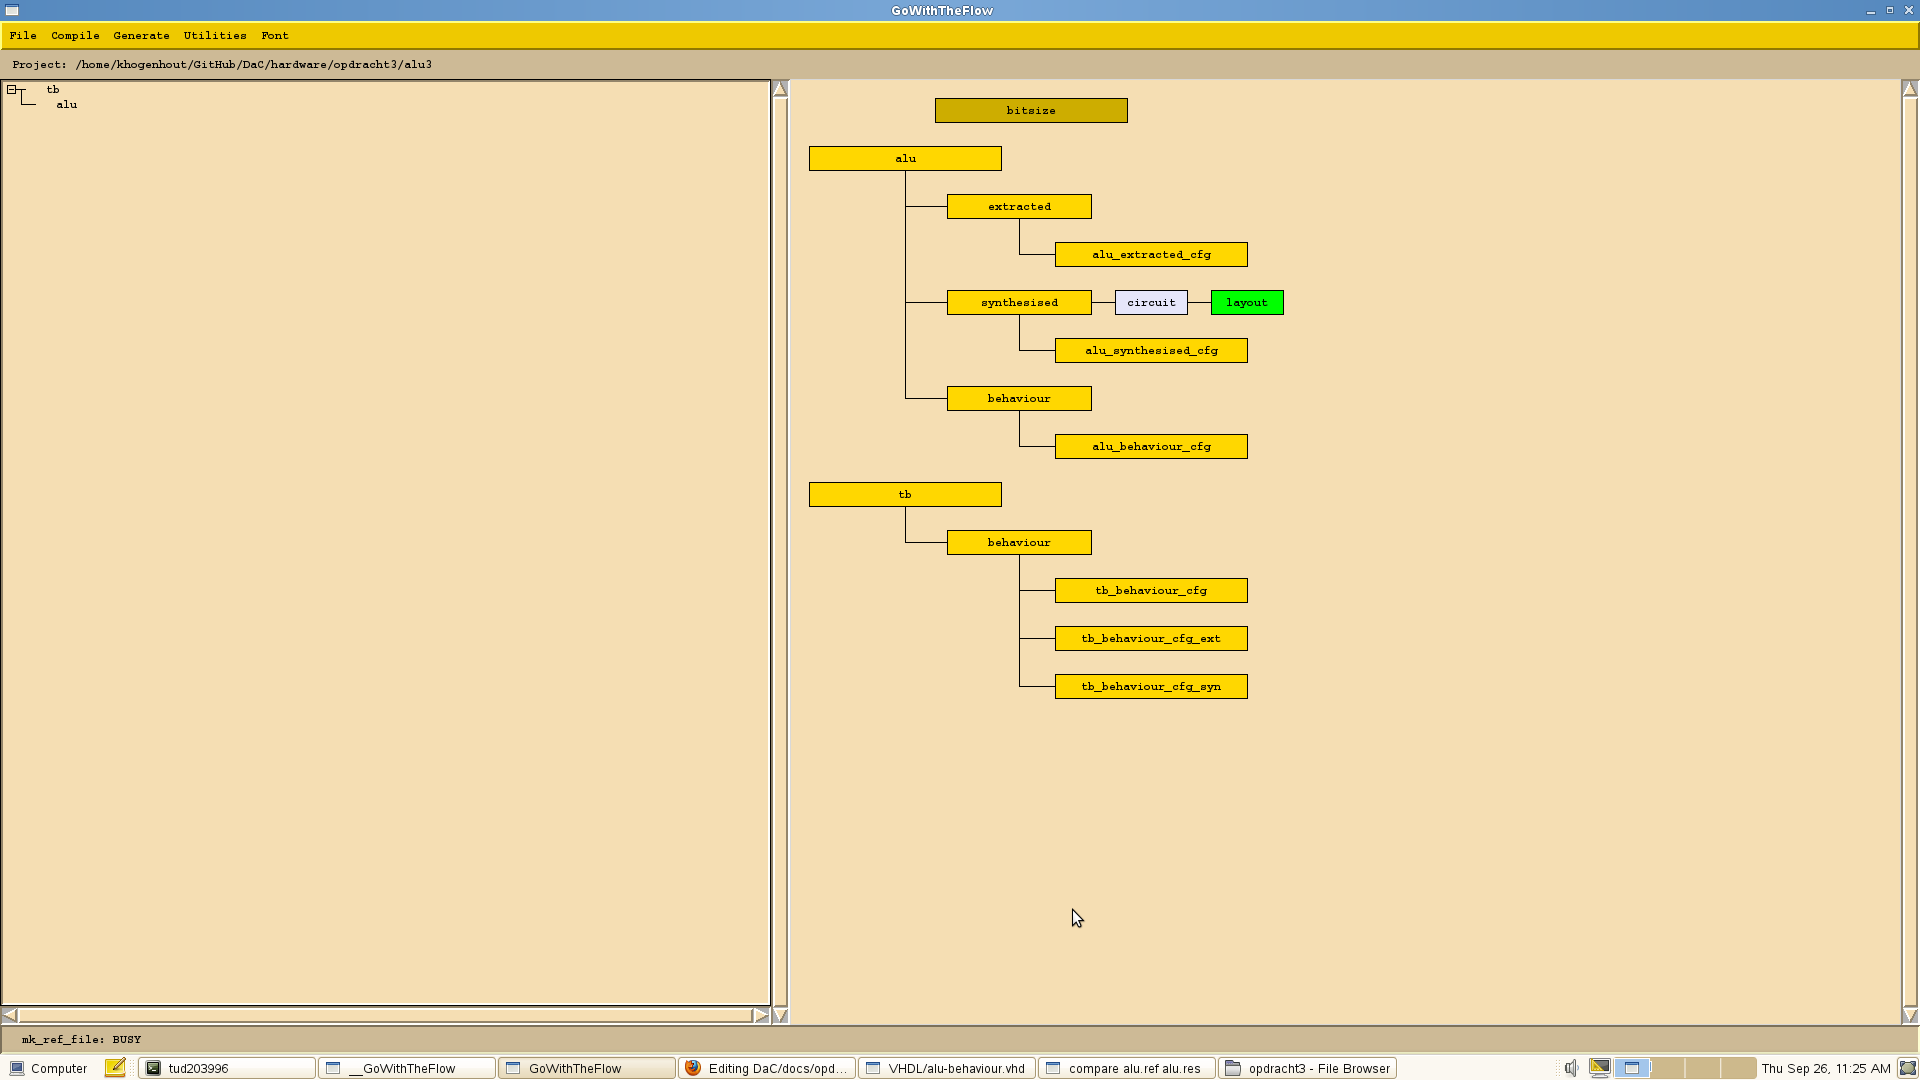 GoWithTheFlow
File Compile Generate Utilities Font
Project: /home/khogenhout/GitHub/DaC/hardware/opdracht3/alu3
tb
alu
bitsize
alu
extracted
alu_extracted_cfg
synthesised circuit layout
alu_synthesised_cfg
behaviour
alu_behaviour_cfg
tb
behaviour
tb_behaviour_cfg
tb_behaviour_cfg_ext
tb_behaviour_cfg_syn
mk_ref_file: BUSY
Computer tud203996 __GoWithTheFlow GoWithTheFlow Editing DaC/docs/opd... VHDL/alu-behaviour.vhd compare alu.ref alu.res opdracht3 - File Browser Thu Sep 26, 11:25 AM